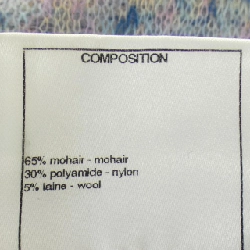 COMPOSITION
65% mohair - mohair
30% polyamide - nylon
5% laine - wool